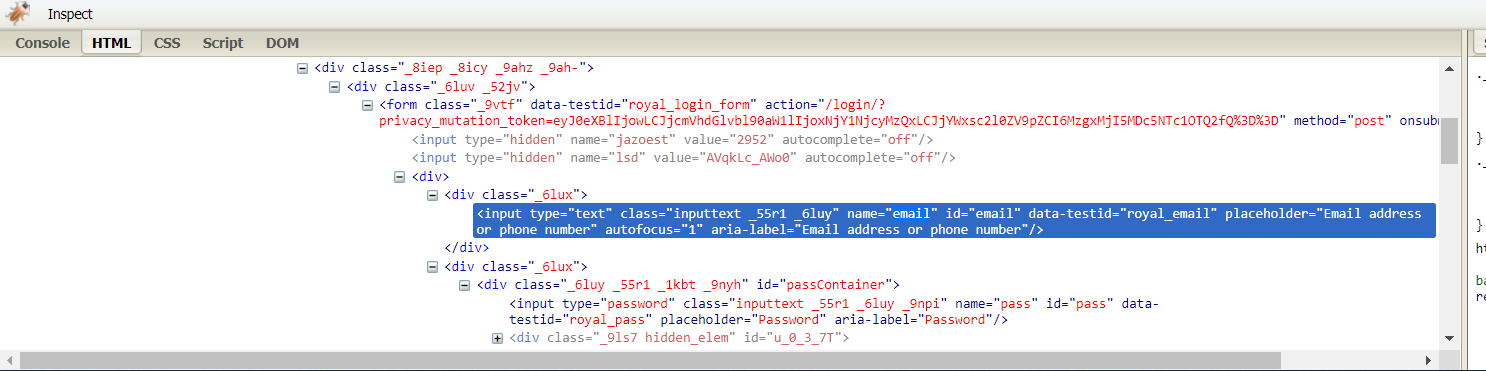 Inspect
Console HTML CSS Script DOM
<div class="_8iep _8icy _9ahz _9ah-">
<div class="_6luv _52jv">
<form class="_9vtf" data-testid="royal_login_form" action="/login/?
privacy_mutation_token=eyJ0eXBlIjowLCJjcmVhdGlvbl90aW1lIjoxNjY1NjcyMzQxLCJjYWxsc2l0ZV9pZCI6MzgxMjI5MDc5NTc1OTQ2fQ%3D%3D" method="post" onsubm
<input type="hidden" name="jazoest" value="2952" autocomplete="off"/>
<input type="hidden" name="lsd" value="AVqkLc_AWo0" autocomplete="off"/>
<div>
<div class="_6lux">
<input type="text" class="inputtext _55r1 _6luy" name="email" id="email" data-testid="royal_email" placeholder="Email address
or phone number" autofocus="1" aria-label="Email address or phone number"/>
</div>
<div class="_6lux">
<div class="_6luy _55r1 _1kbt _9nyh" id="passContainer">
<input type="password" class="inputtext _55r1 _6luy _9npi" name="pass" id="pass" data-
testid="royal_pass" placeholder="Password" aria-label="Password"/>
<div class="_9ls7 hidden_elem" id="u_0_3_7T">
}
}